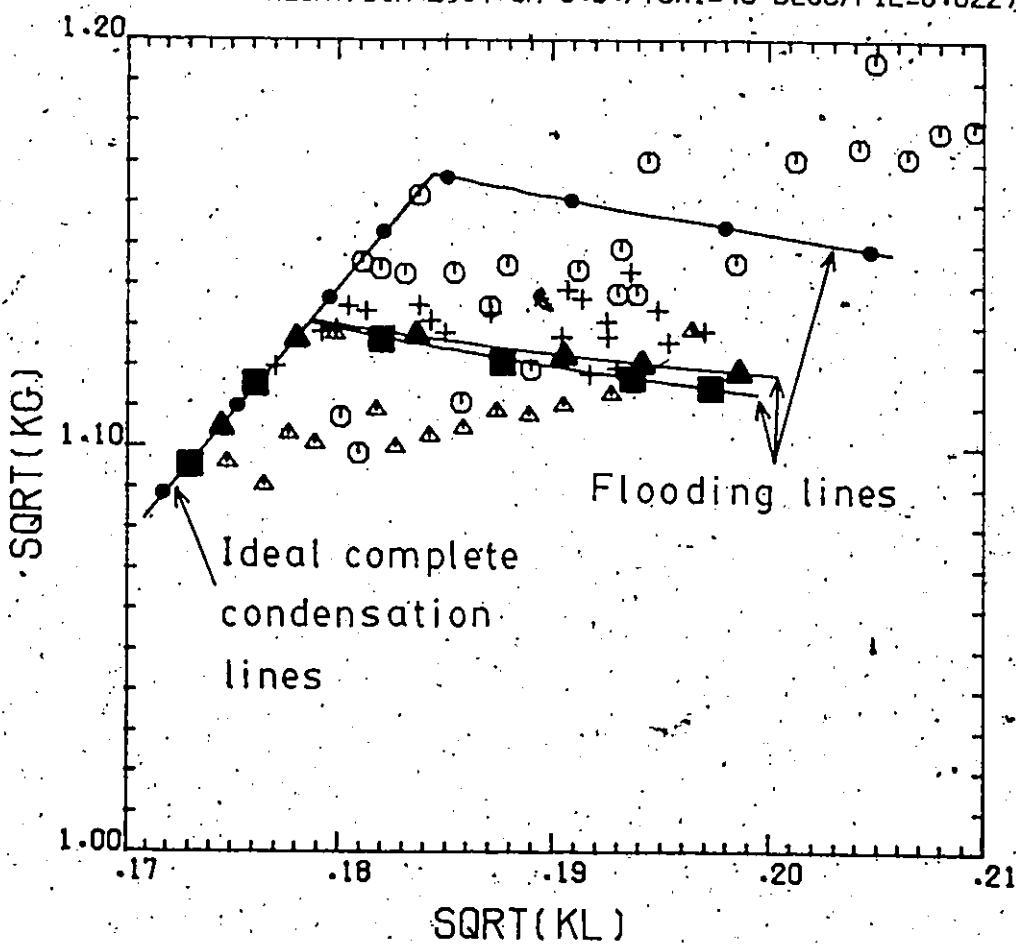 1.20
SQRT(KG)
1.10
Flooding lines
Ideal complete
condensation
lines
1.00
.17 .18 .19 .20 .21
SQRT(KL)